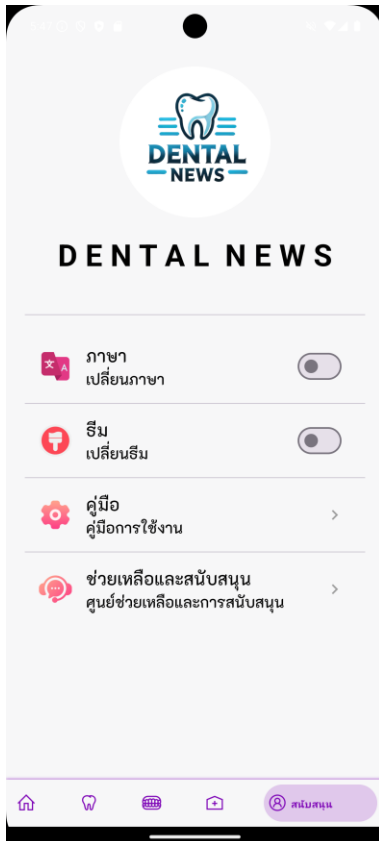 DENTAL
NEWS
DENTAL NEWS
ภาษา
เปลี่ยนภาษา
ธีม
เปลี่ยนธีม
คู่มือ
คู่มือการใช้งาน
ช่วยเหลือและสนับสนุน
ศูนย์ช่วยเหลือและการสนับสนุน
สนับสนุน